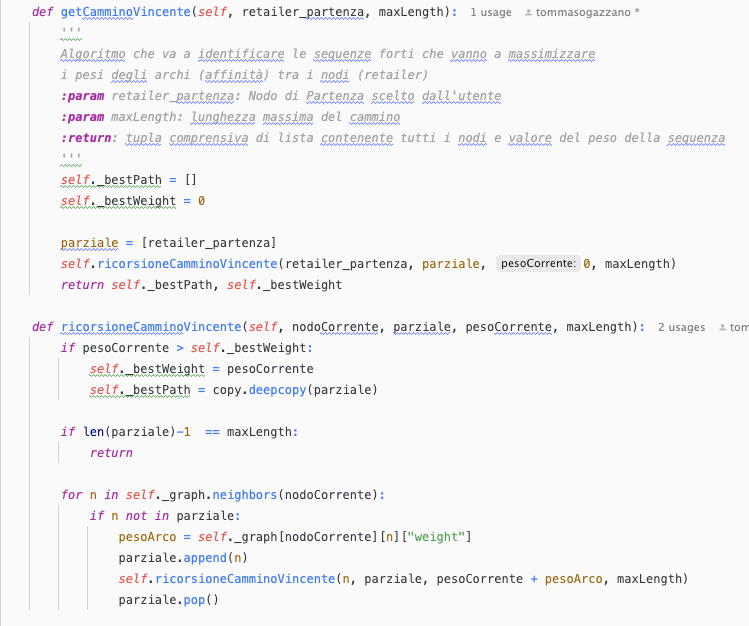 def getCamminoVincente(self, retailer_partenza, maxLength): 1 usage tommasogazzano *
'''
Algoritmo che va a identificare le sequenze forti che vanno a massimizzare
i pesi degli archi (affinità) tra i nodi (retailer)
:param retailer_partenza: Nodo di Partenza scelto dall'utente
:param maxLength: lunghezza massima del cammino
:return: tupla comprensiva di lista contenente tutti i nodi e valore del peso della sequenza
'''
self._bestPath = []
self._bestWeight = 0
parziale = [retailer_partenza]
self.ricorsioneCamminoVincente(retailer_partenza, parziale, pesoCorrente: 0, maxLength)
return self._bestPath, self._bestWeight
def ricorsioneCamminoVincente(self, nodoCorrente, parziale, pesoCorrente, maxLength): 2 usages tom
if pesoCorrente > self._bestWeight:
self._bestWeight = pesoCorrente
self._bestPath = copy.deepcopy(parziale)
if len(parziale)-1 == maxLength:
return
for n in self._graph.neighbors(nodoCorrente):
if n not in parziale:
pesoArco = self._graph[nodoCorrente][n]["weight"]
parziale.append(n)
self.ricorsioneCamminoVincente(n, parziale, pesoCorrente + pesoArco, maxLength)
parziale.pop()